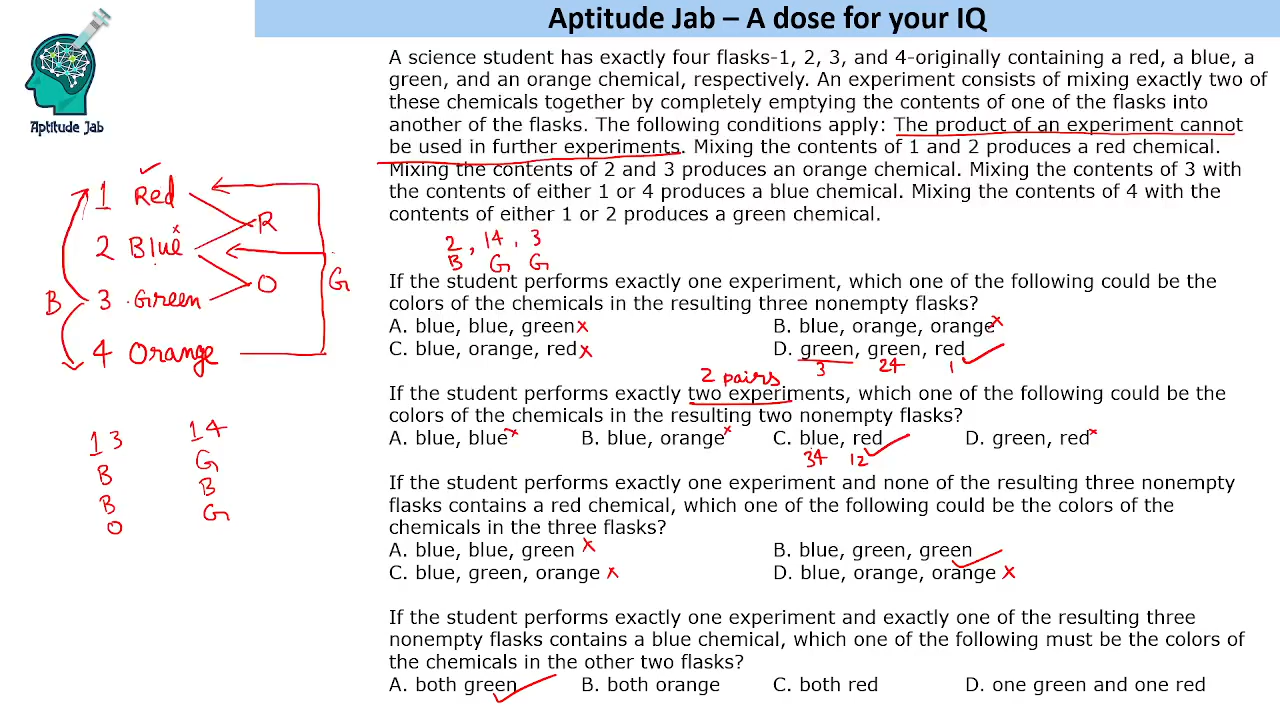 Aptitude Jab – A dose for your IQ
Aptitude Jab
A science student has exactly four flasks-1, 2, 3, and 4-originally containing a red, a blue, a
green, and an orange chemical, respectively. An experiment consists of mixing exactly two of
these chemicals together by completely emptying the contents of one of the flasks into
another of the flasks. The following conditions apply: The product of an experiment cannot
be used in further experiments. Mixing the contents of 1 and 2 produces a red chemical.
Mixing the contents of 2 and 3 produces an orange chemical. Mixing the contents of 3 with
the contents of either 1 or 4 produces a blue chemical. Mixing the contents of 4 with the
contents of either 1 or 2 produces a green chemical.
1 Red
R
2 Blue
B
3 Green
O
G
4 Orange
13 14
B G
B B
O G
2, 14, 3
B G G
If the student performs exactly one experiment, which one of the following could be the
colors of the chemicals in the resulting three nonempty flasks?
A. blue, blue, green x B. blue, orange, orange x
C. blue, orange, red x D. green, green, red
3 24 1
2 pairs
If the student performs exactly two experiments, which one of the following could be the
colors of the chemicals in the resulting two nonempty flasks?
A. blue, blue x B. blue, orange x C. blue, red D. green, red x
34 12
If the student performs exactly one experiment and none of the resulting three nonempty
flasks contains a red chemical, which one of the following could be the colors of the
chemicals in the three flasks?
A. blue, blue, green x B. blue, green, green
C. blue, green, orange x D. blue, orange, orange x
If the student performs exactly one experiment and exactly one of the resulting three
nonempty flasks contains a blue chemical, which one of the following must be the colors of
the chemicals in the other two flasks?
A. both green B. both orange C. both red D. one green and one red